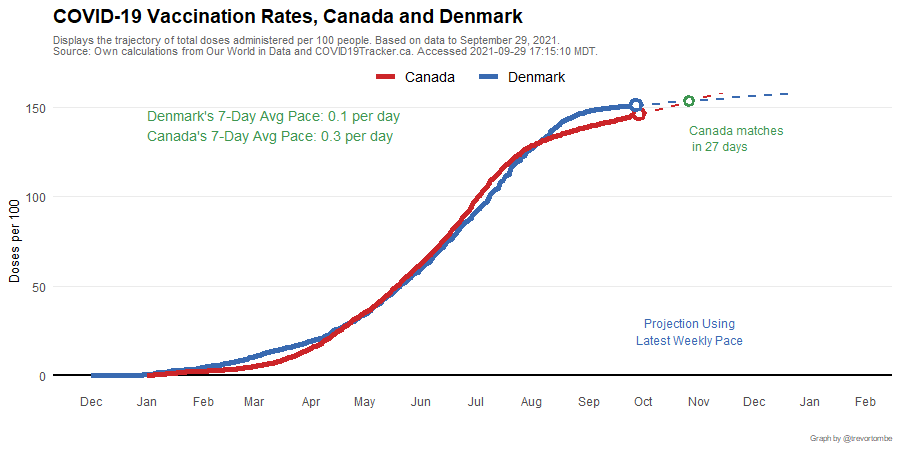 COVID-19 Vaccination Rates, Canada and Denmark
Displays the trajectory of total doses administered per 100 people. Based on data to September 29, 2021.
Source: Own calculations from Our World in Data and COVID19Tracker.ca. Accessed 2021-09-29 17:15:10 MDT.
Canada Denmark
150
Denmark's 7-Day Avg Pace: 0.1 per day
Canada's 7-Day Avg Pace: 0.3 per day
Canada matches
in 27 days
100
Doses per 100
50
Projection Using
Latest Weekly Pace
0
Dec Jan Feb Mar Apr May Jun Jul Aug Sep Oct Nov Dec Jan Feb
Graph by @trevortombe